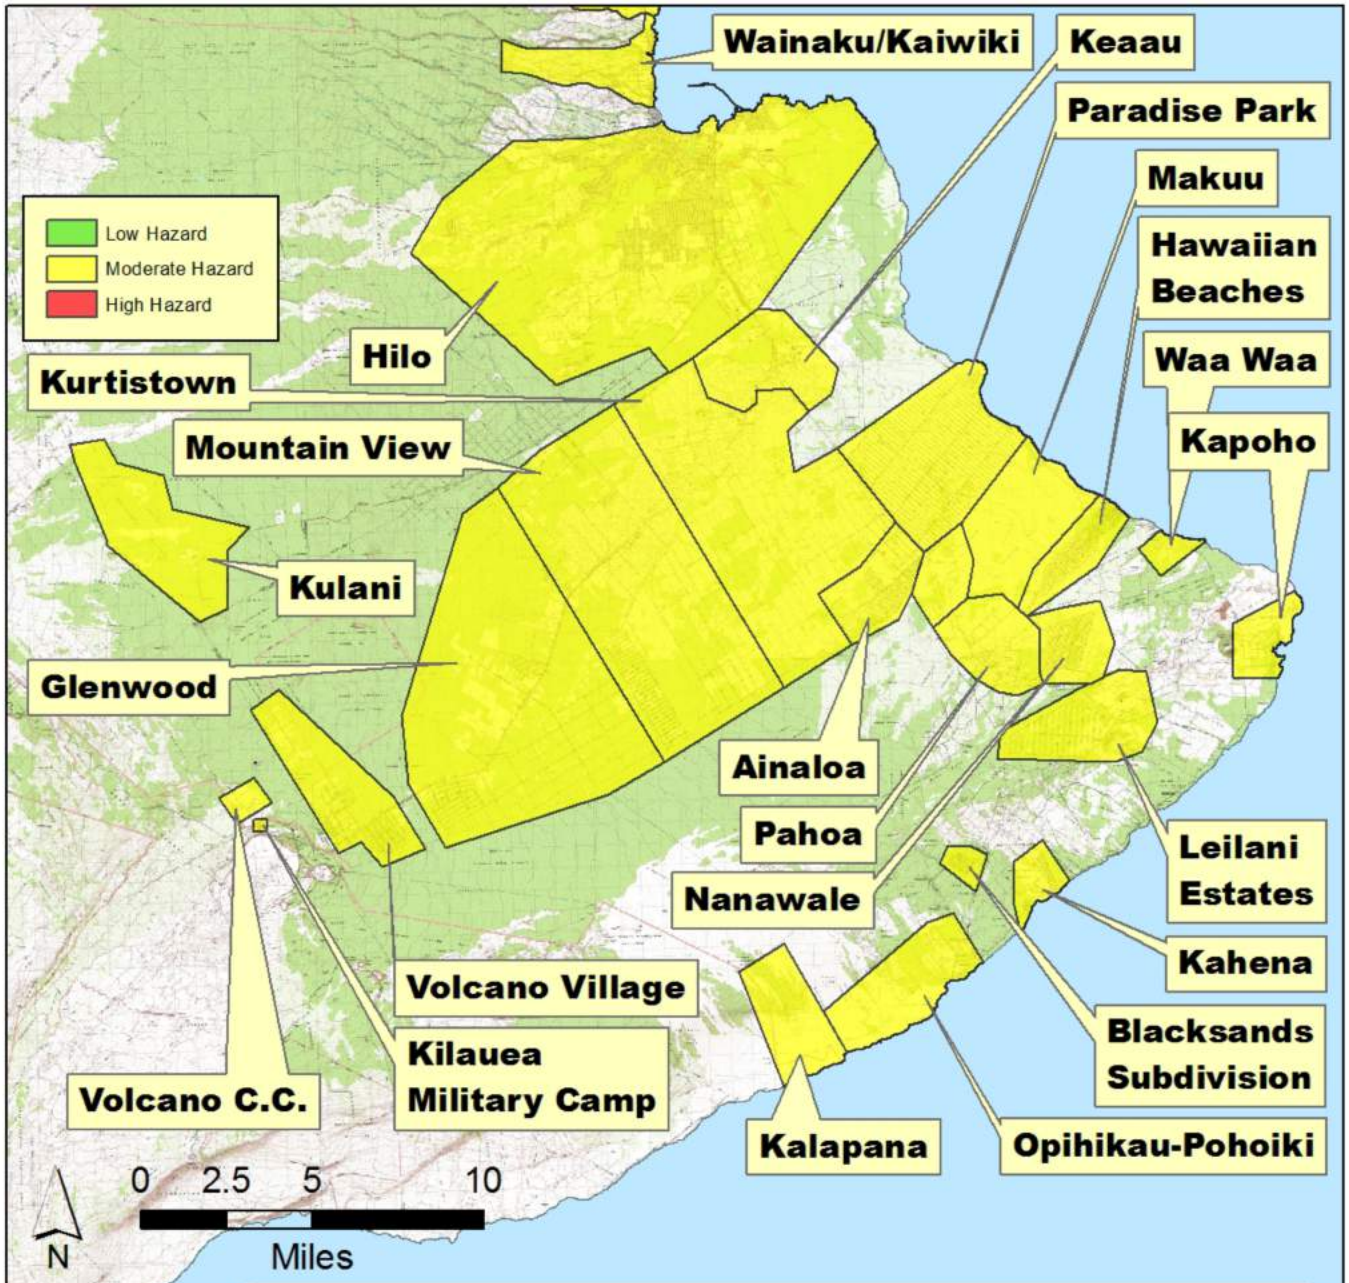 Wainaku/Kaiwiki
Keaau
Paradise Park
Makuu
Hawaiian
Beaches
Waa Waa
Kapoho
Low Hazard
Moderate Hazard
High Hazard
Hilo
Kurtistown
Mountain View
Kulani
Glenwood
Ainaloa
Pahoa
Nanawale
Leilani
Estates
Kahena
Blacksands
Subdivision
Opihikau-Pohoiki
Kalapana
Volcano Village
Kilauea
Military Camp
Volcano C.C.
0 2.5 5 10
Miles
N